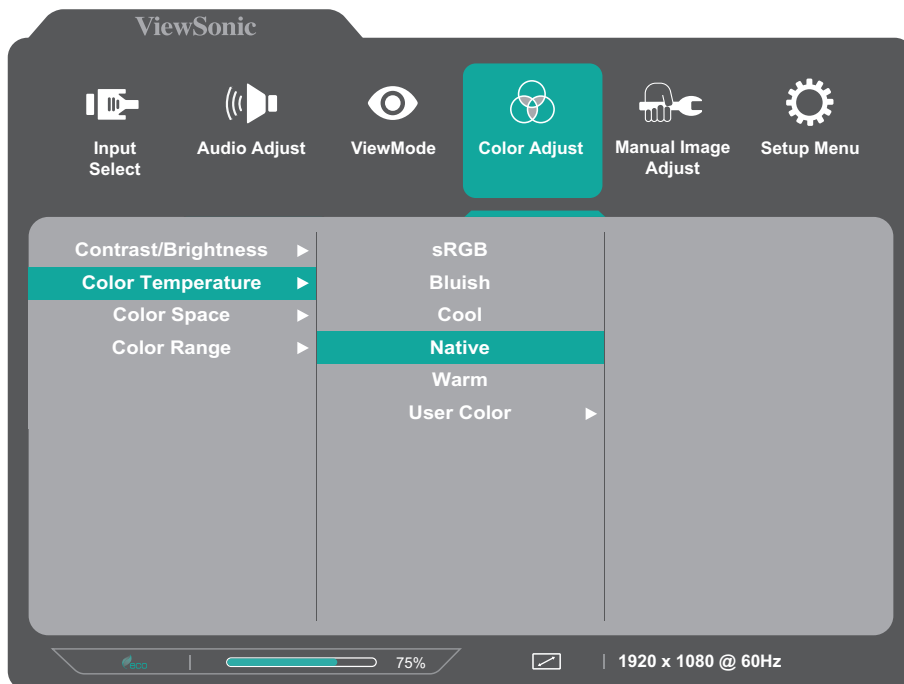 ViewSonic
Input
Select
Audio Adjust
ViewMode
Color Adjust
Manual Image
Adjust
Setup Menu
Contrast/Brightness
Color Temperature
Color Space
Color Range
sRGB
Bluish
Cool
Native
Warm
User Color
eco
75%
1920 x 1080 @ 60Hz